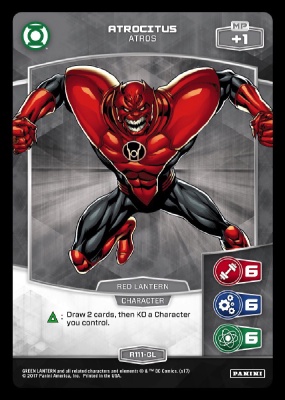 ATROCITUS
ATROS
MP
+1
RED LANTERN
CHARACTER
: Draw 2 cards, then KO a Character
you control.
6
6
6
R111-GL
GREEN LANTERN and all related characters and elements © & ™ DC Comics. (s17)
© 2017 Panini America, Inc. Printed in the USA.
PANINI